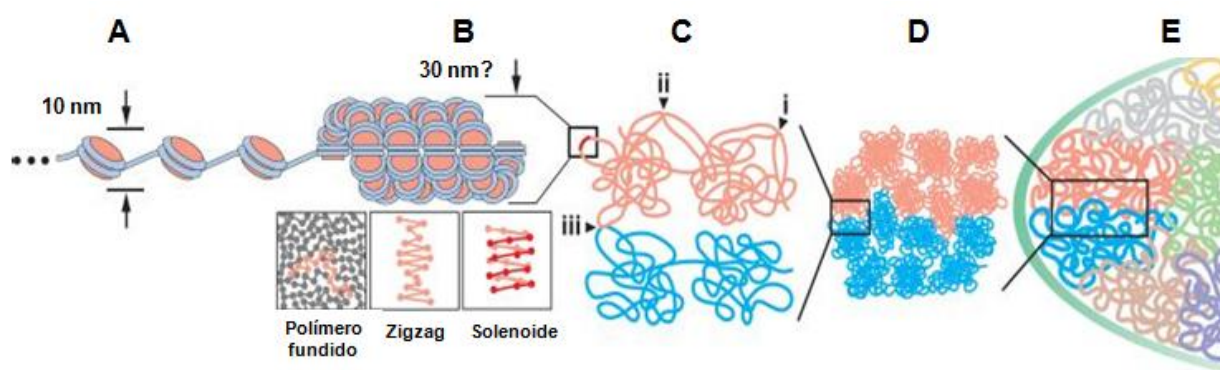 A
B
C
D
E
30 nm?
10 nm
ii
i
iii
Polímero
fundido
Zigzag
Solenoide